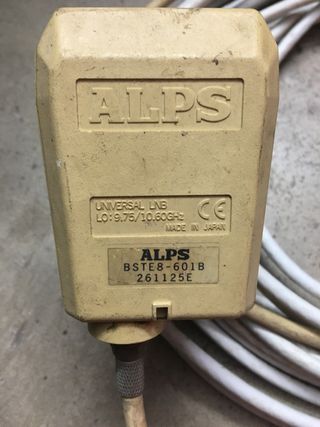 ALPS
UNIVERSAL LNB
LO: 9.75/10.60GHz
CE
MADE IN JAPAN
ALPS
BSTE8-601B
261125E